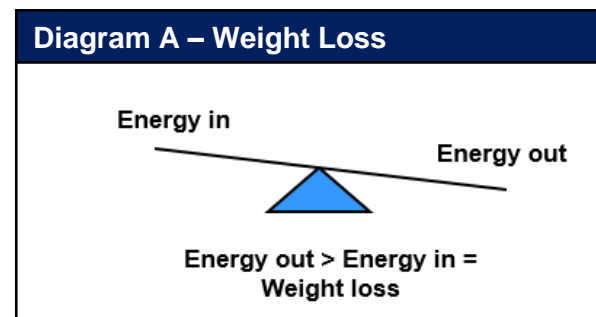 Diagram A – Weight Loss
Energy in
Energy out
Energy out > Energy in =
Weight loss